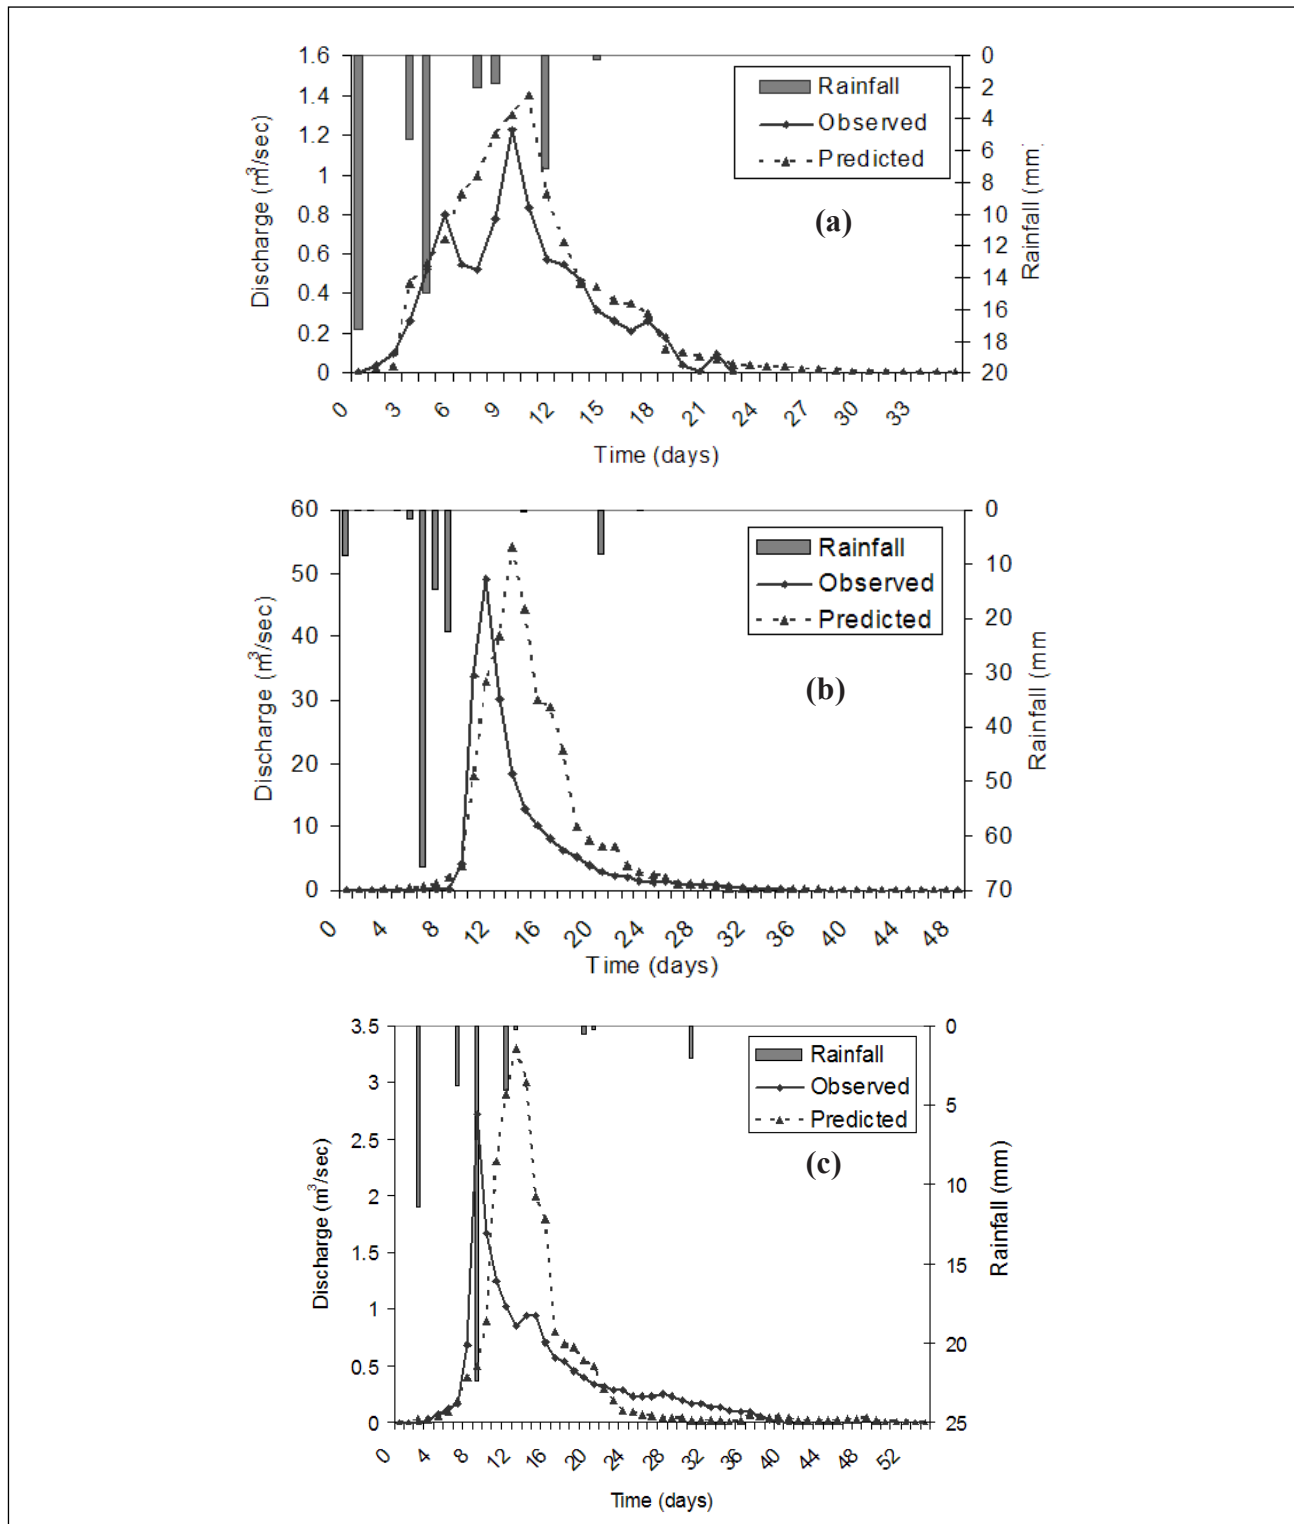 1.6
1.4
1.2
1
0.8
0.6
0.4
0.2
0
Discharge (m³/sec)
0
2
4
6
8
10
12
14
16
18
20
Rainfall (mm)
Rainfall
Observed
Predicted
(a)
0 3 6 9 12 15 18 21 24 27 30 33
Time (days)
60
50
40
30
20
10
0
Discharge (m³/sec)
0
10
20
30
40
50
60
70
Rainfall (mm
Rainfall
Observed
Predicted
(b)
0 4 8 12 16 20 24 28 32 36 40 44 48
Time (days)
3.5
3
2.5
2
1.5
1
0.5
0
Discharge (m³/sec)
0
5
10
15
20
25
Rainfall (mm)
Rainfall
Observed
Predicted
(c)
0 4 8 12 16 20 24 28 32 36 40 44 48 52
Time (days)